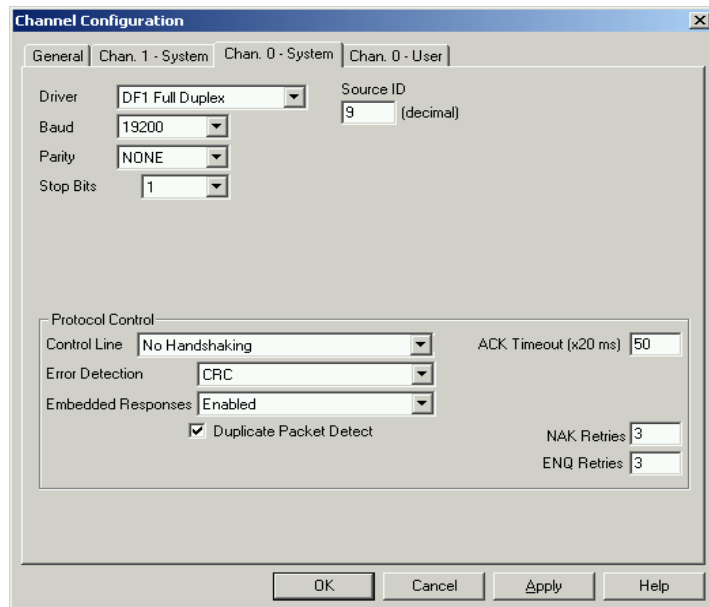 Channel Configuration
General Chan. 1 - System Chan. 0 - System Chan. 0 - User
Driver DF1 Full Duplex Source ID
9 (decimal)
Baud 19200
Parity NONE
Stop Bits 1
Protocol Control
Control Line No Handshaking ACK Timeout (x20 ms) 50
Error Detection CRC
Embedded Responses Enabled
Duplicate Packet Detect NAK Retries 3
ENQ Retries 3
OK Cancel Apply Help